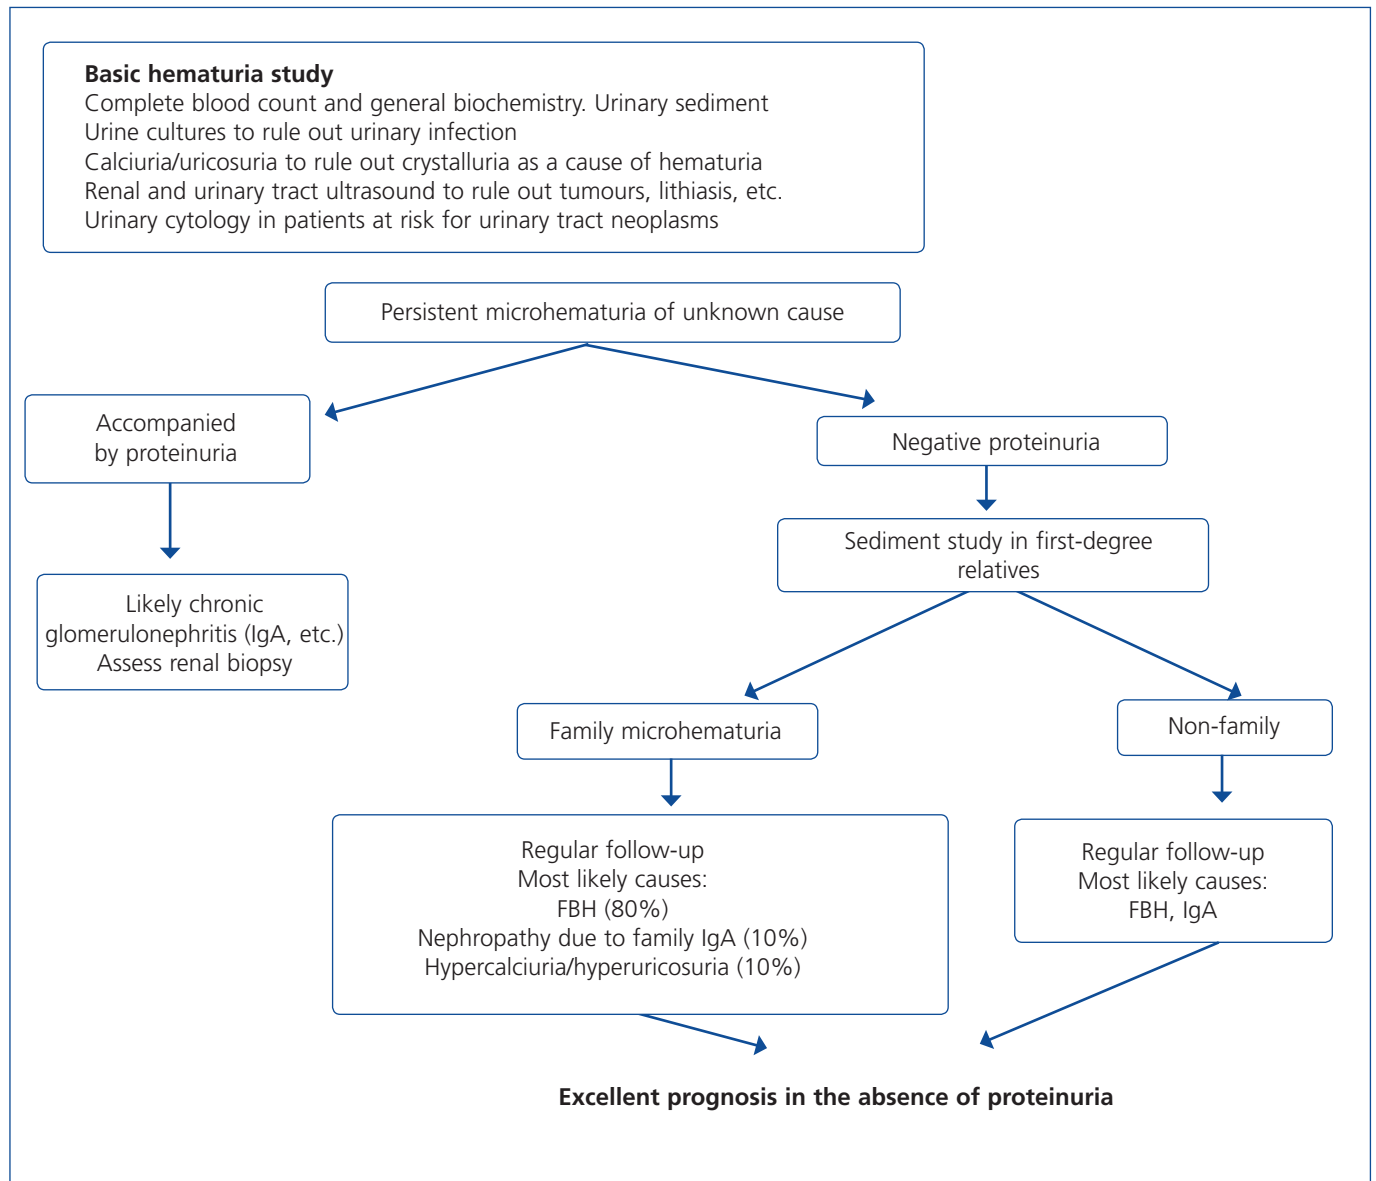 Basic hematuria study
Complete blood count and general biochemistry. Urinary sediment
Urine cultures to rule out urinary infection
Calciuria/uricosuria to rule out crystalluria as a cause of hematuria
Renal and urinary tract ultrasound to rule out tumours, lithiasis, etc.
Urinary cytology in patients at risk for urinary tract neoplasms
Persistent microhematuria of unknown cause
Accompanied
by proteinuria
Negative proteinuria
Sediment study in first-degree
relatives
Likely chronic
glomerulonephritis (IgA, etc.)
Assess renal biopsy
Family microhematuria
Non-family
Regular follow-up
Most likely causes:
FBH (80%)
Nephropathy due to family IgA (10%)
Hypercalciuria/hyperuricosuria (10%)
Regular follow-up
Most likely causes:
FBH, IgA
Excellent prognosis in the absence of proteinuria